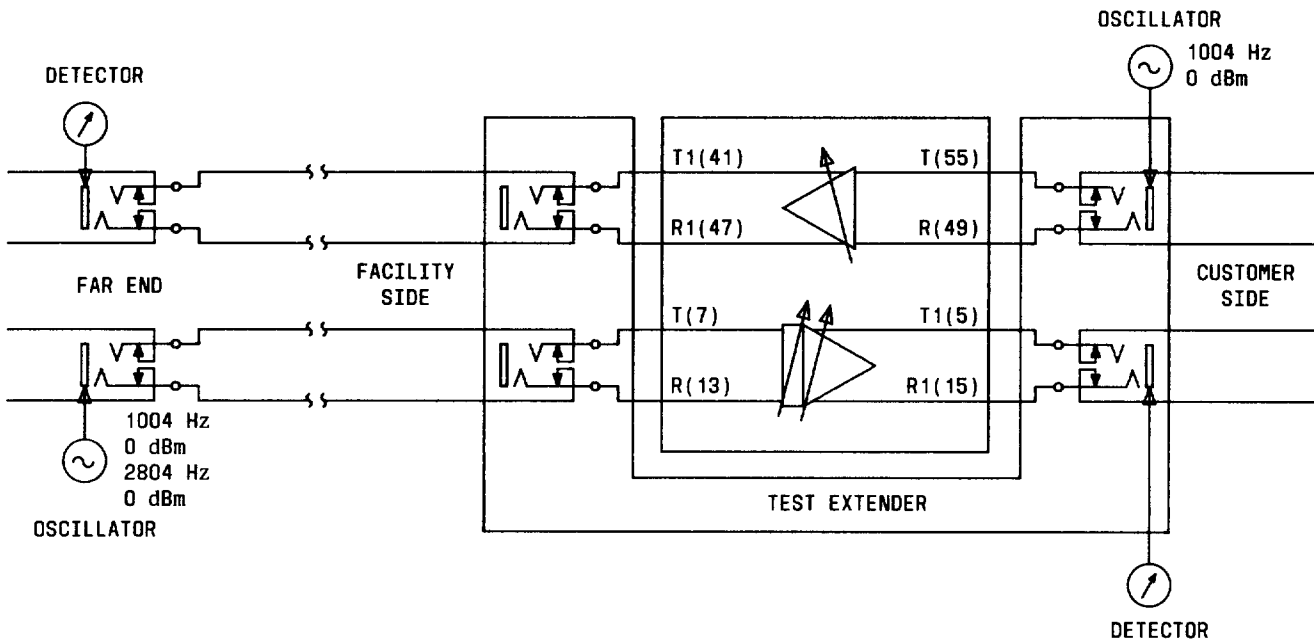 OSCILLATOR
1004 Hz
0 dBm
DETECTOR
T1(41)
T(55)
R1(47)
R(49)
FAR END
FACILITY
SIDE
CUSTOMER
SIDE
T(7)
T1(5)
R(13)
R1(15)
1004 Hz
0 dBm
2804 Hz
0 dBm
OSCILLATOR
TEST EXTENDER
DETECTOR